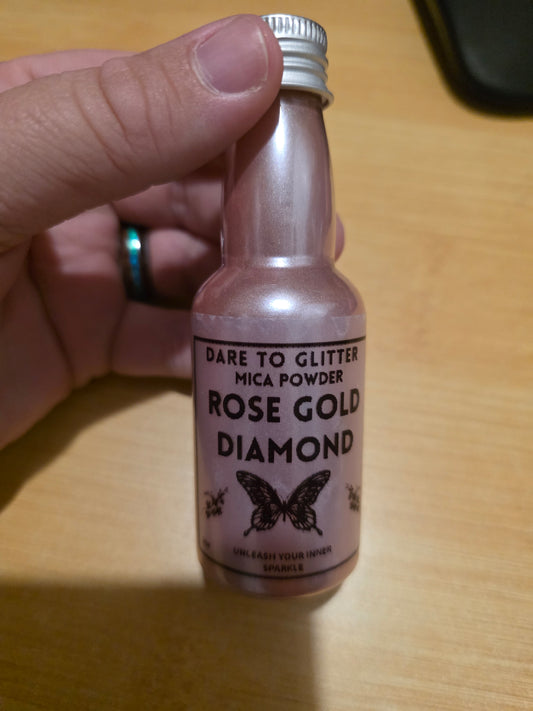 DARE TO GLITTER
MICA POWDER
ROSE GOLD
DIAMOND
UNLEASH YOUR INNER
SPARKLE